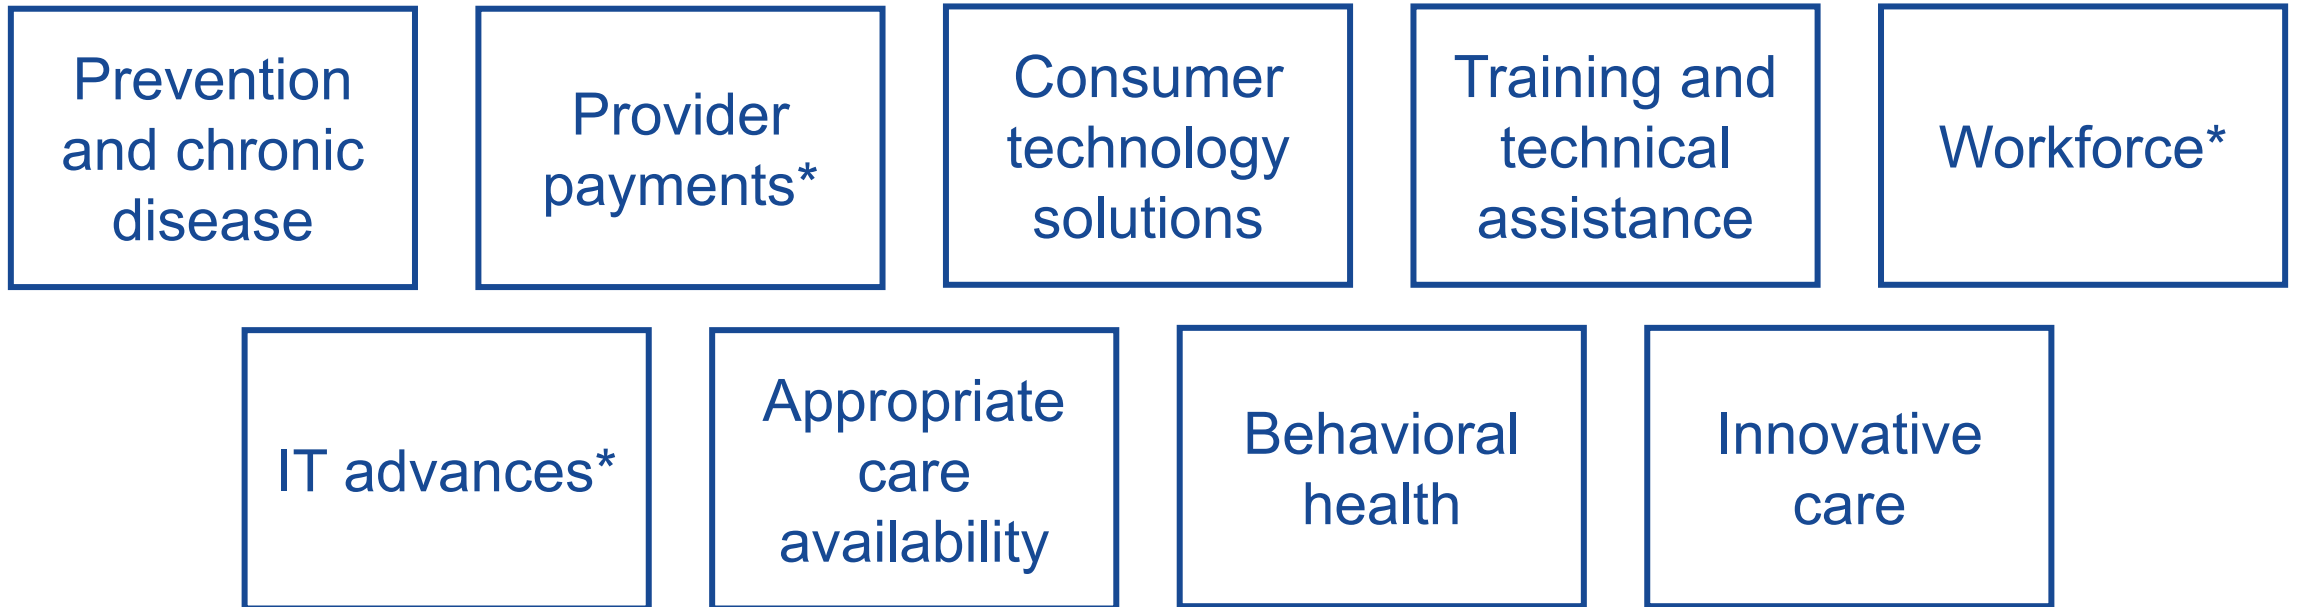 Prevention
and chronic
disease
Provider
payments*
Consumer
technology
solutions
Training and
technical
assistance
Workforce*
IT advances*
Appropriate
care
availability
Behavioral
health
Innovative
care